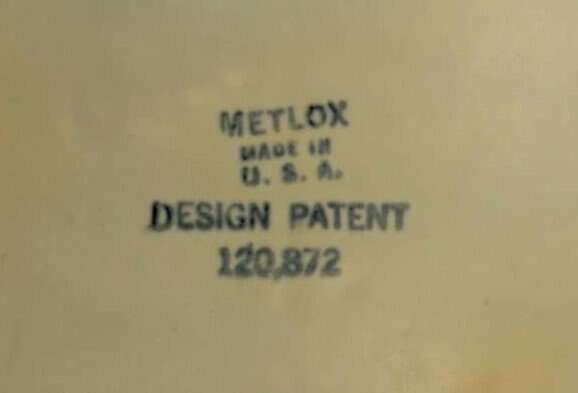 METLOX
MADE IN
U. S. A.
DESIGN PATENT
120,872